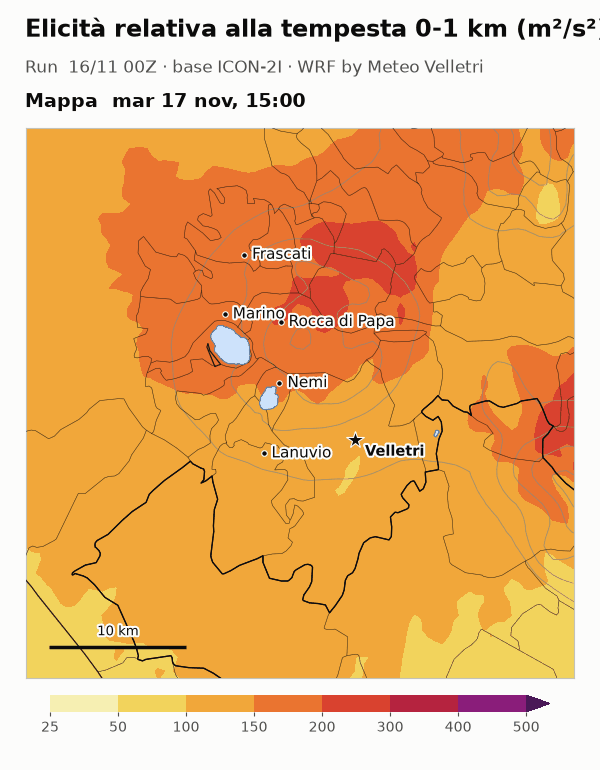 Elicità relativa alla tempesta 0-1 km (m²/s²)
Run  16/11 00Z · base ICON-2I · WRF by Meteo Velletri
Mappa  mar 17 nov, 15:00
Frascati
Marino
Rocca di Papa
Nemi
Velletri
Lanuvio
10 km
25 50 100 150 200 300 400 500